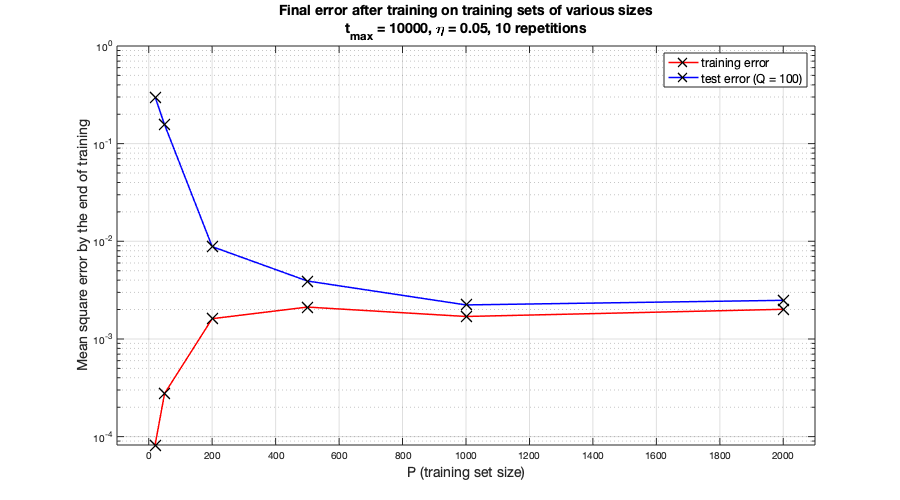 Final error after training on training sets of various sizes
t_max = 10000, η = 0.05, 10 repetitions
training error
test error (Q = 100)
Mean square error by the end of training
10^0
10^-1
10^-2
10^-3
10^-4
0 200 400 600 800 1000 1200 1400 1600 1800 2000
P (training set size)